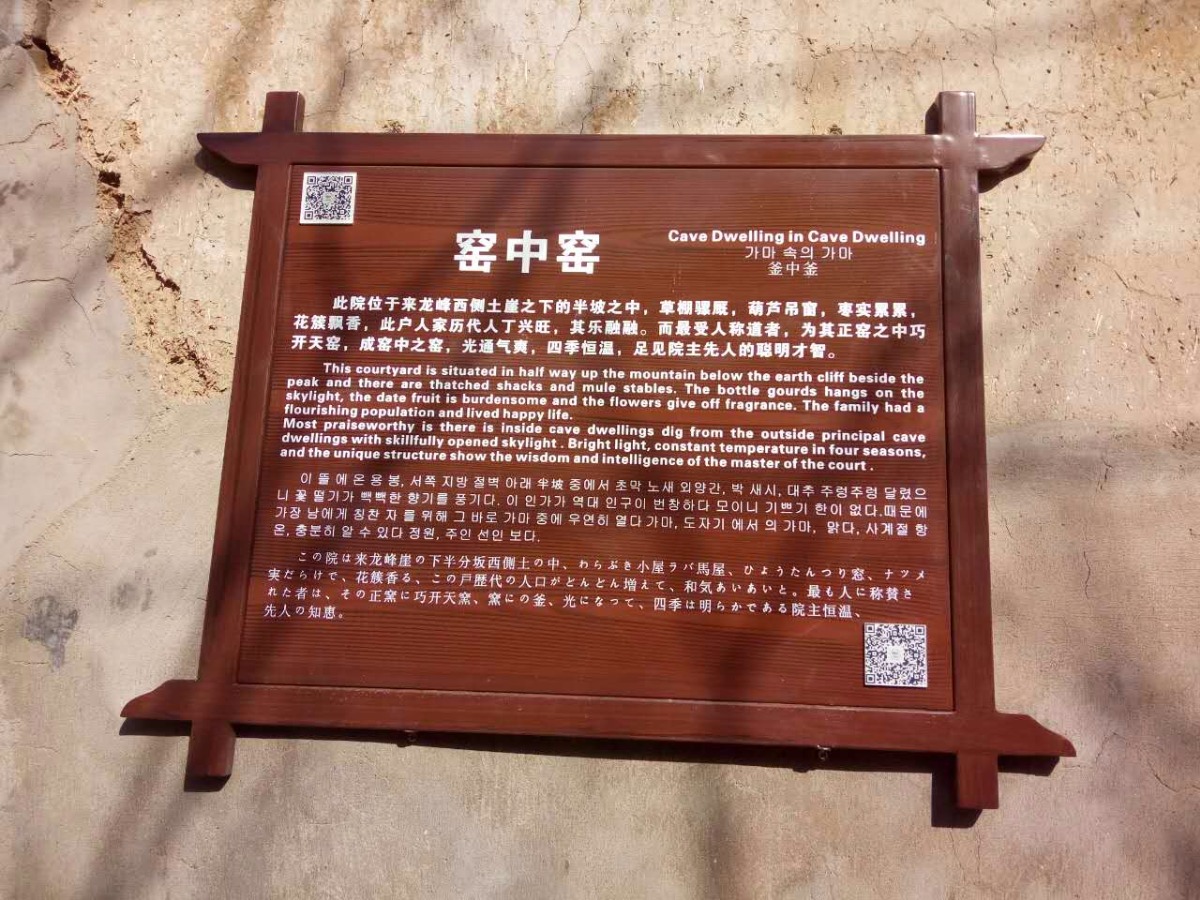 窑中窑
Cave Dwelling in Cave Dwelling
가마 속의 가마
釜中釜
此院位于来龙峰西侧土崖之下的半坡之中，草棚骡厩，葫芦吊窗，枣实累累，
花簇飘香，此户人家历代人丁兴旺，其乐融融。而最受人称道者，为其正窑之中巧
开天窑，成窑中之窑，光通气爽，四季恒温，足见院主先人的聪明才智。
This courtyard is situated in half way up the mountain below the earth cliff beside the
peak and there are thatched shacks and mule stables. The bottle gourds hangs on the
skylight, the date fruit is burdensome and the flowers give off fragrance. The family had a
flourishing population and lived happy life.
Most praiseworthy is there is inside cave dwellings dig from the outside principal cave
dwellings with skillfully opened skylight . Bright light, constant temperature in four seasons,
and the unique structure show the wisdom and intelligence of the master of the court .
이 뜰 에 온 용 봉, 서쪽 지방 절벽 아래 半坡 중에서 초막 노새 외양간, 박 새시, 대추 주렁주렁 달렸으
니 꽃 떨기가 백백한 향기를 풍기다. 이 인가가 역대 인구이 번창하다 모이니 기쁘기 한이 없다.때문에
가장 남에게 칭찬 자 를 위해 그 바로 가마 중에 우연히 열다 가마, 도자기 에서 의 가마, 맑다, 사계절 항
온, 충분히 알 수 있다 정원, 주인 선인 보다.
この院は来龙峰崖の下半分坂西側土の中、わらぶき小屋ラバ馬屋、ひょうたんつり窓、ナツメ
実だらけで、花簇香る、この戸歴代の人口がどんどん増えて、和気あいあいと。最も人に称賛さ
れた者は、その正窯に巧开天窯、窯にの釜、光になって、四季は明らかである院主恒温、
先人の知恵。